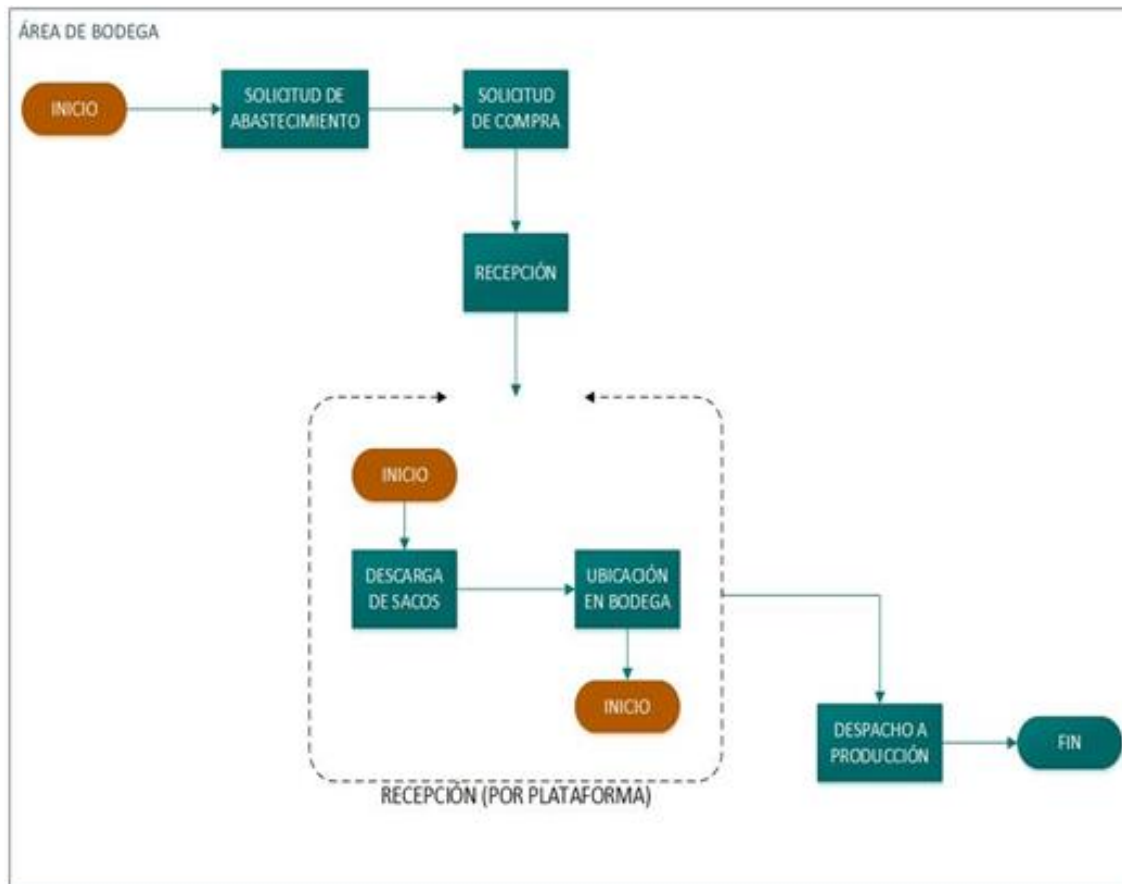 ÁREA DE BODEGA
INICIO
SOLICITUD DE
ABASTECIMIENTO
SOLICITUD
DE COMPRA
RECEPCIÓN
INICIO
DESCARGA
DE SACOS
UBICACIÓN
EN BODEGA
INICIO
DESPACHO A
PRODUCCIÓN
FIN
RECEPCIÓN (POR PLATAFORMA)